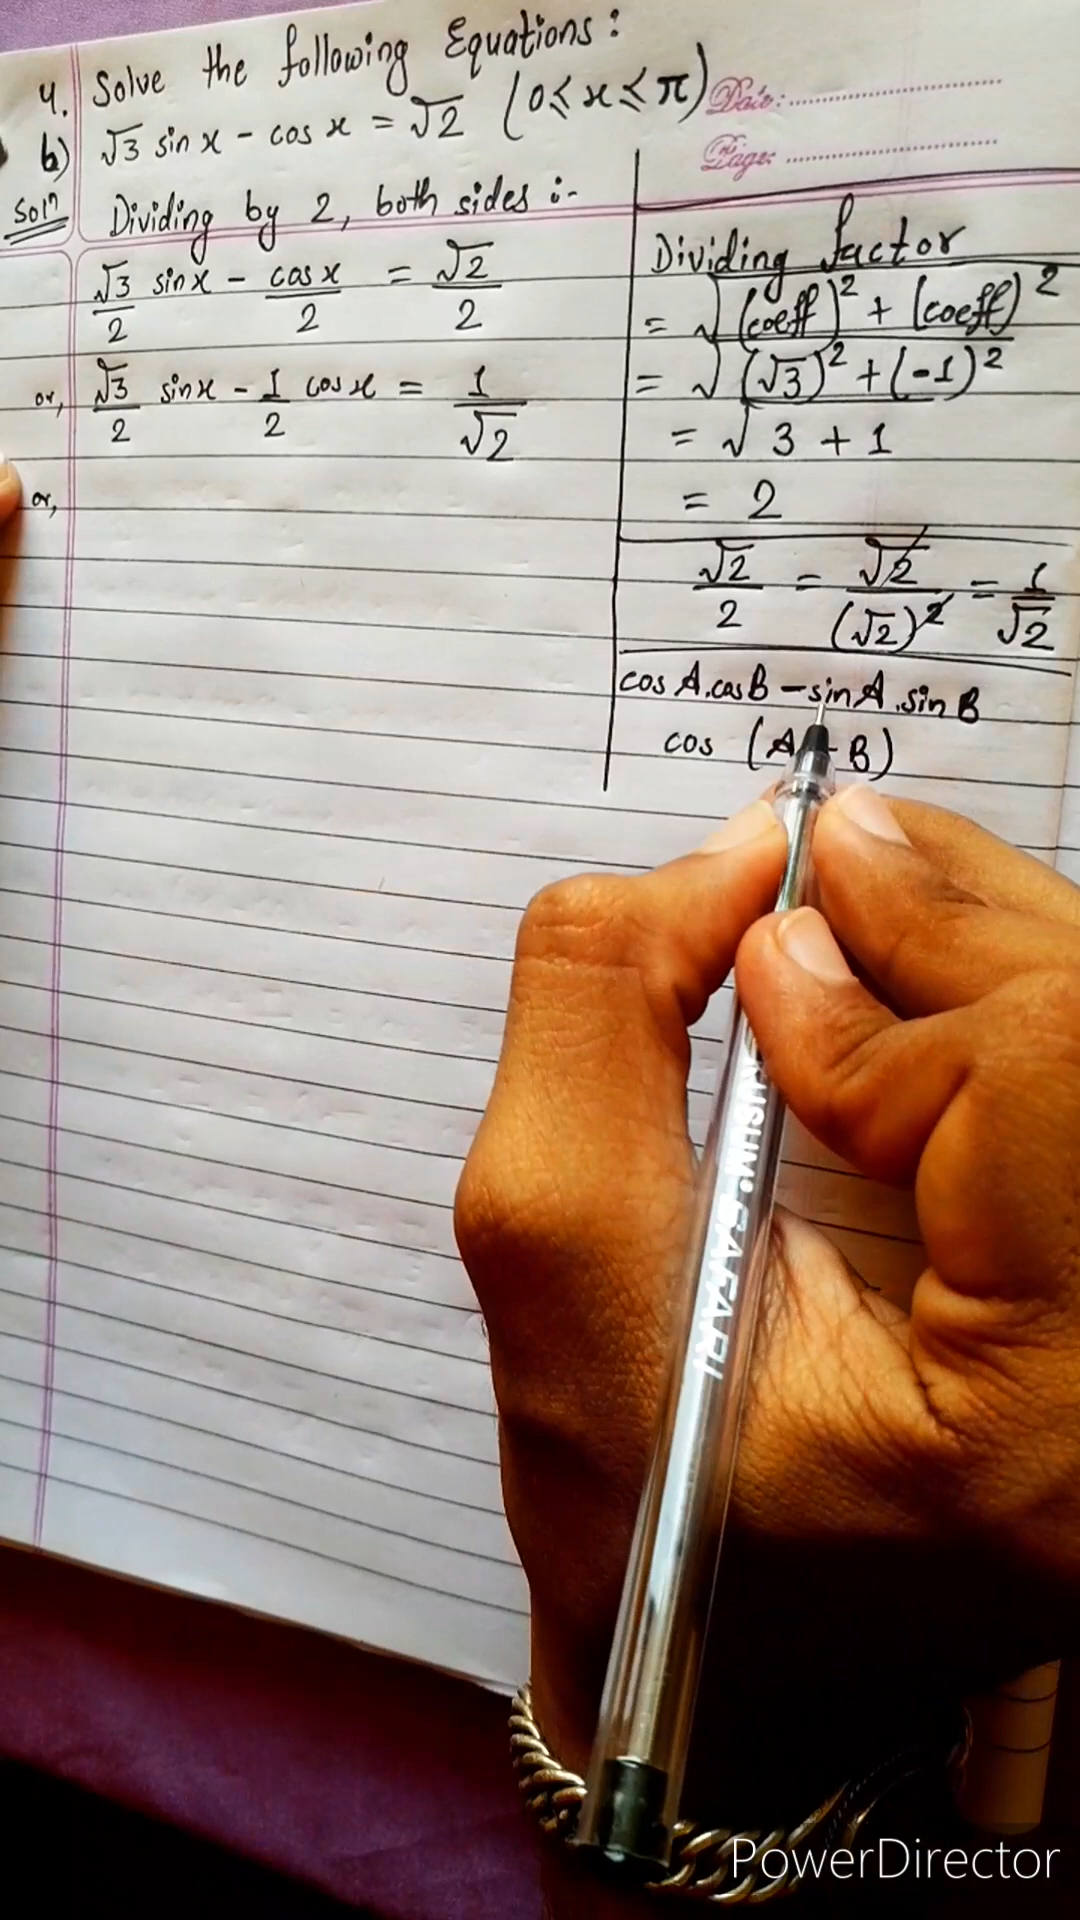 4. Solve the following Equations:
b) √3 sin x - cos x = √2 (0 ≤ x ≤ π)
Date:
Page:
Solⁿ Dividing by 2, both sides :-
√3/2 sin x - cos x/2 = √2/2
or, √3/2 sin x - 1/2 cos x = 1/√2
or,
Dividing factor
= √(coeff)² + (coeff)²
= √(√3)² + (-1)²
= √3 + 1
= 2
√2/2 = √2/(√2)² = 1/√2
cos A.cos B - sin A.sin B
cos (A + B)
KUSUM SAFARI
PowerDirector